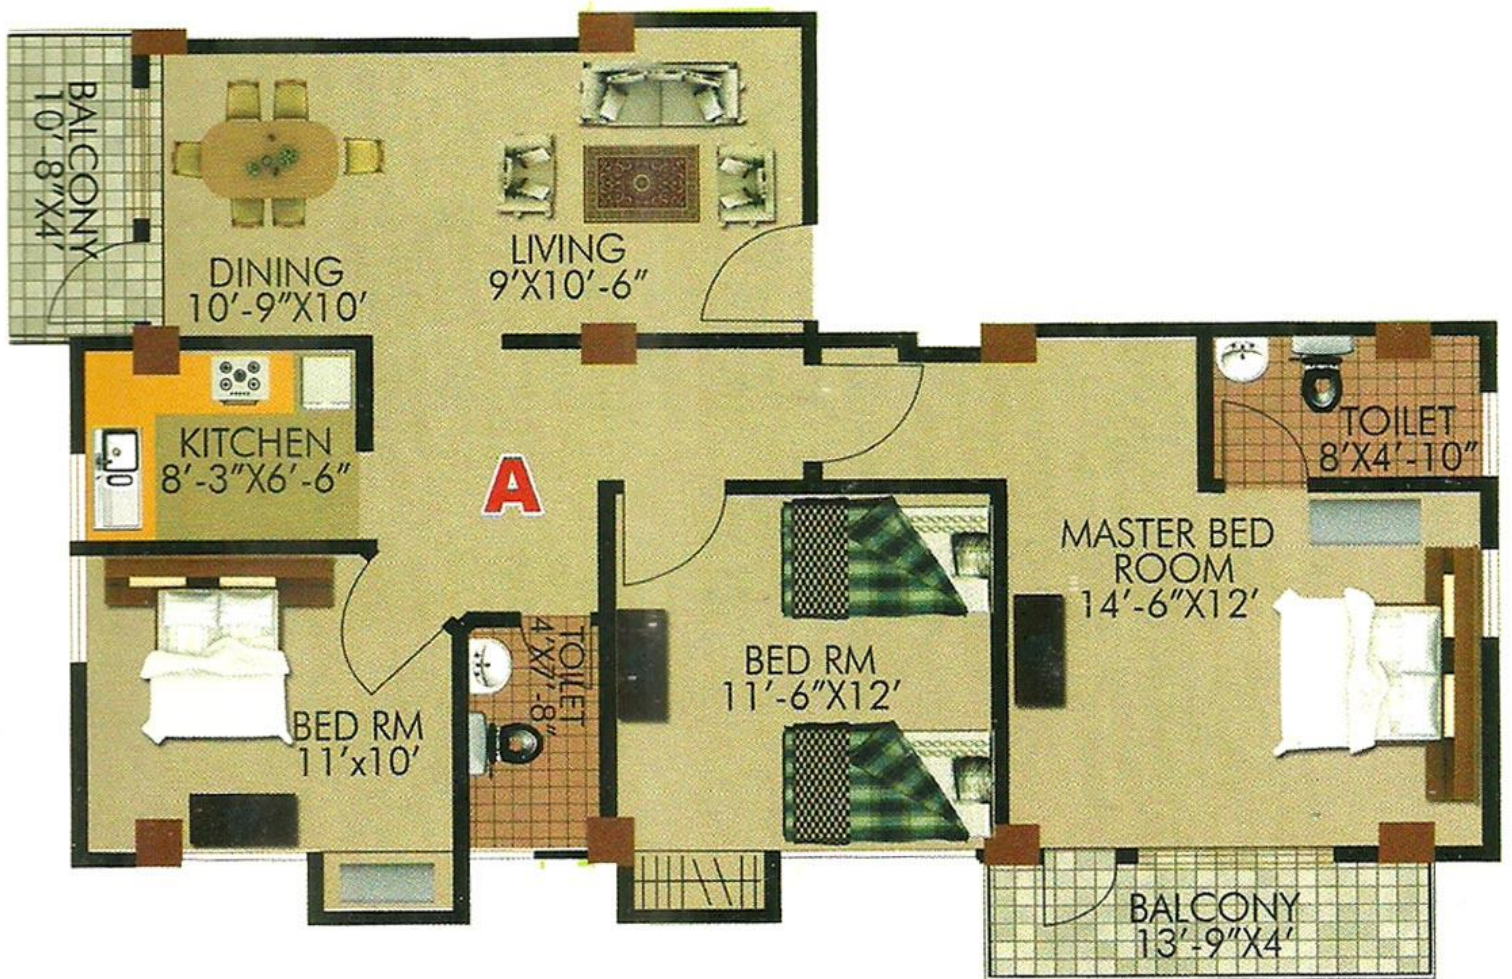 BALCONY
10'-8"X4'
DINING
10'-9"X10'
LIVING
9'X10'-6"
KITCHEN
8'-3"X6'-6"
A
TOILET
8'X4'-10"
MASTER BED
ROOM
14'-6"X12'
BED RM
11'x10'
TOILET
4'X7'-8"
BED RM
11'-6"X12'
BALCONY
13'-9"X4'